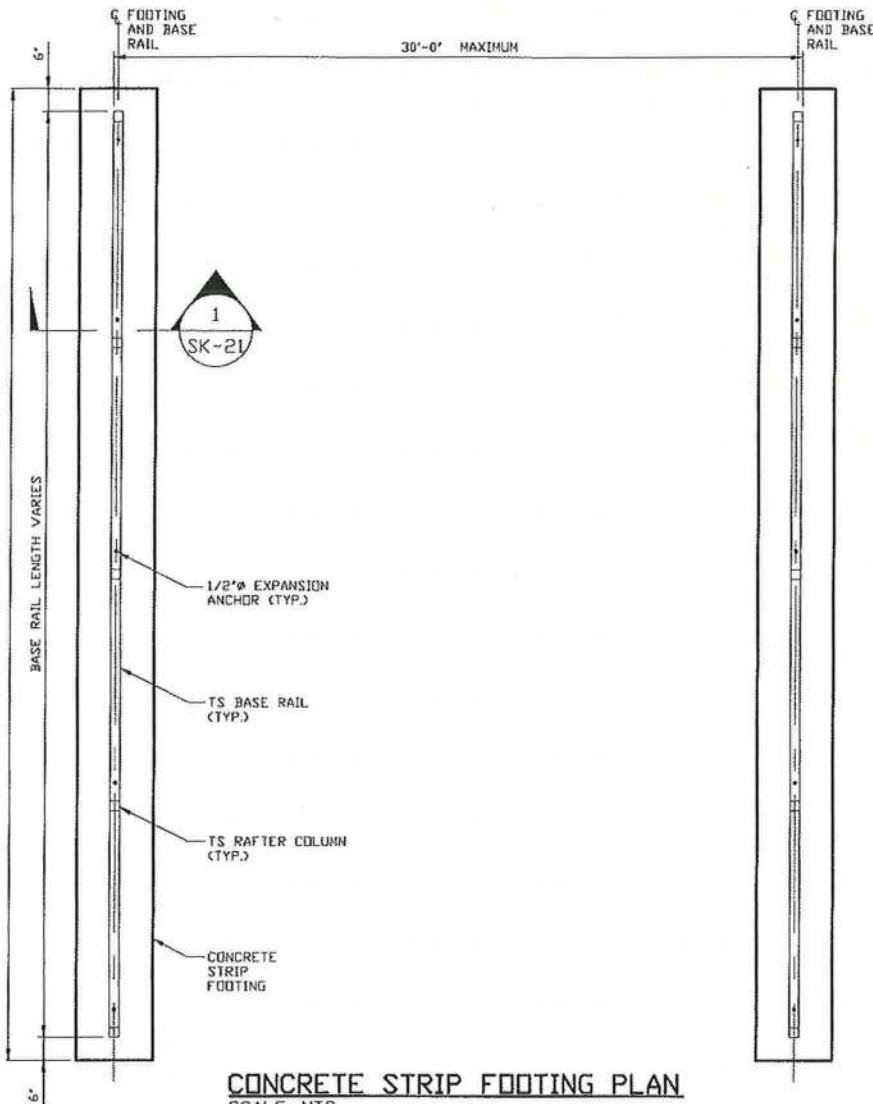 ℄ FOOTING
AND BASE
RAIL
℄ FOOTING
AND BASE
RAIL
6"
30'-0" MAXIMUM
1
SK-21
BASE RAIL LENGTH VARIES
1/2"ø EXPANSION
ANCHOR (TYP.)
TS BASE RAIL
(TYP.)
TS RAFTER COLUMN
(TYP.)
CONCRETE
STRIP
FOOTING
6"
CONCRETE STRIP FOOTING PLAN
SCALE: NTS